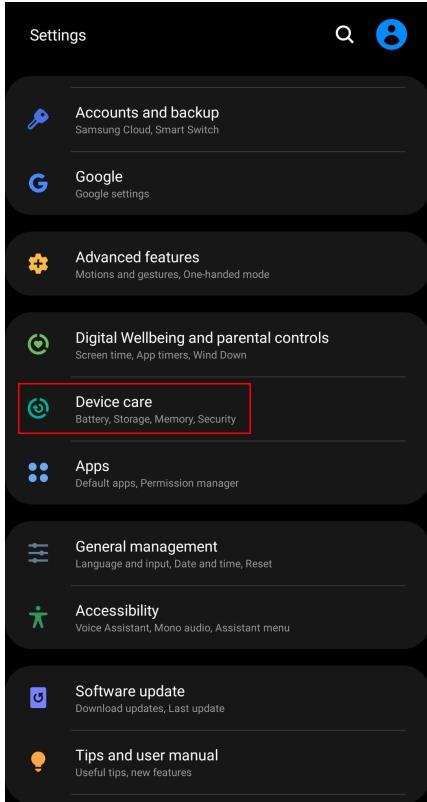 Settings
Accounts and backup
Samsung Cloud, Smart Switch
Google
Google settings
Advanced features
Motions and gestures, One-handed mode
Digital Wellbeing and parental controls
Screen time, App timers, Wind Down
Device care
Battery, Storage, Memory, Security
Apps
Default apps, Permission manager
General management
Language and input, Date and time, Reset
Accessibility
Voice Assistant, Mono audio, Assistant menu
Software update
Download updates, Last update
Tips and user manual
Useful tips, new features